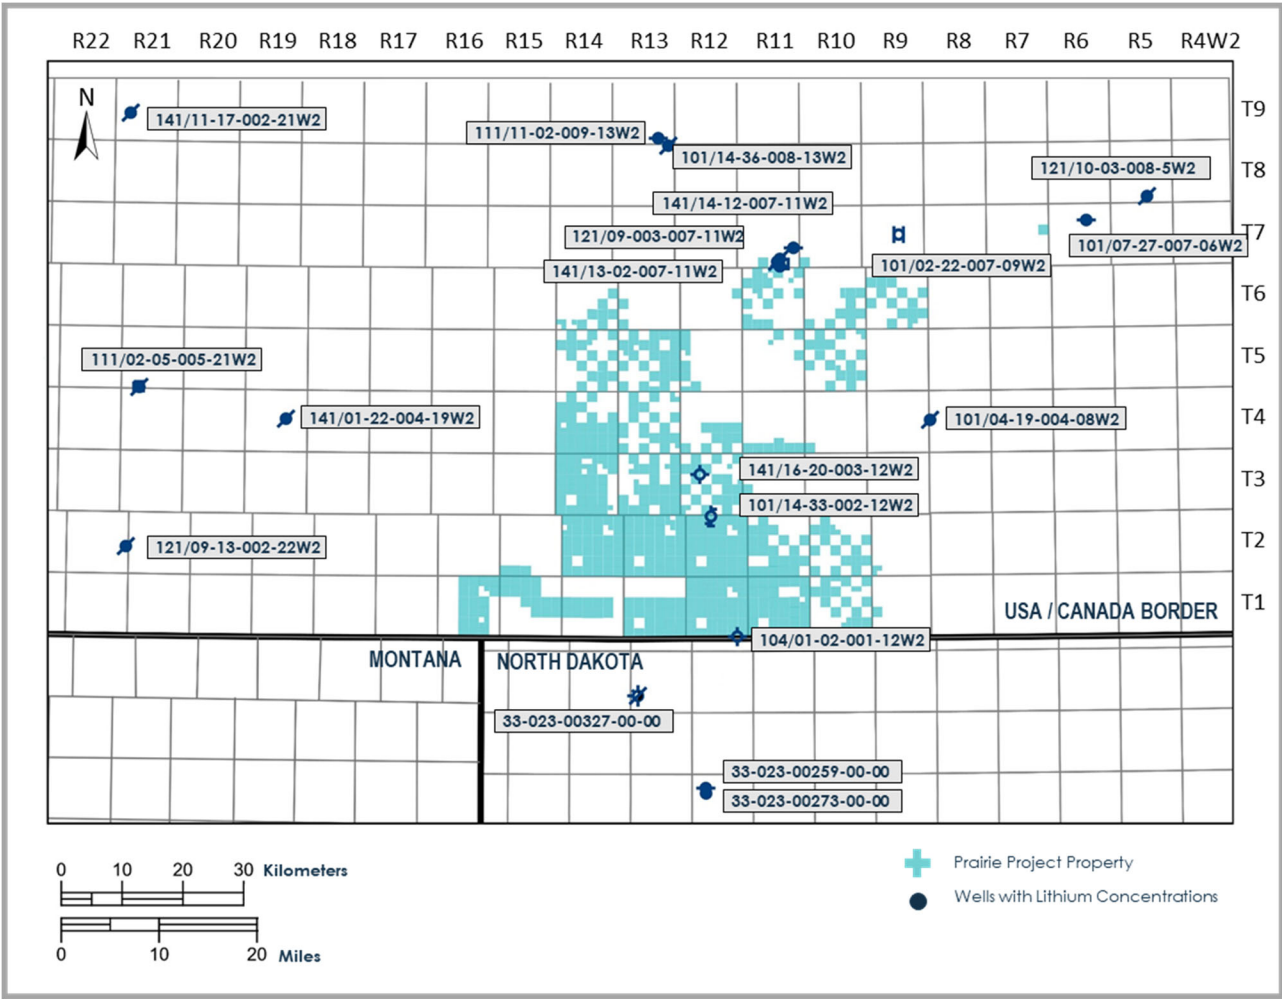 R22 R21 R20 R19 R18 R17 R16 R15 R14 R13 R12 R11 R10 R9 R8 R7 R6 R5 R4W2
N
T9
141/11-17-002-21W2
111/11-02-009-13W2
101/14-36-008-13W2
121/10-03-008-5W2
T8
141/14-12-007-11W2
121/09-003-007-11W2
T7
101/07-27-007-06W2
141/13-02-007-11W2
101/02-22-007-09W2
T6
111/02-05-005-21W2
T5
141/01-22-004-19W2
101/04-19-004-08W2
T4
141/16-20-003-12W2
T3
101/14-33-002-12W2
121/09-13-002-22W2
T2
T1
USA / CANADA BORDER
104/01-02-001-12W2
MONTANA
NORTH DAKOTA
33-023-00327-00-00
33-023-00259-00-00
33-023-00273-00-00
0 10 20 30 Kilometers
0 10 20 Miles
Prairie Project Property
Wells with Lithium Concentrations